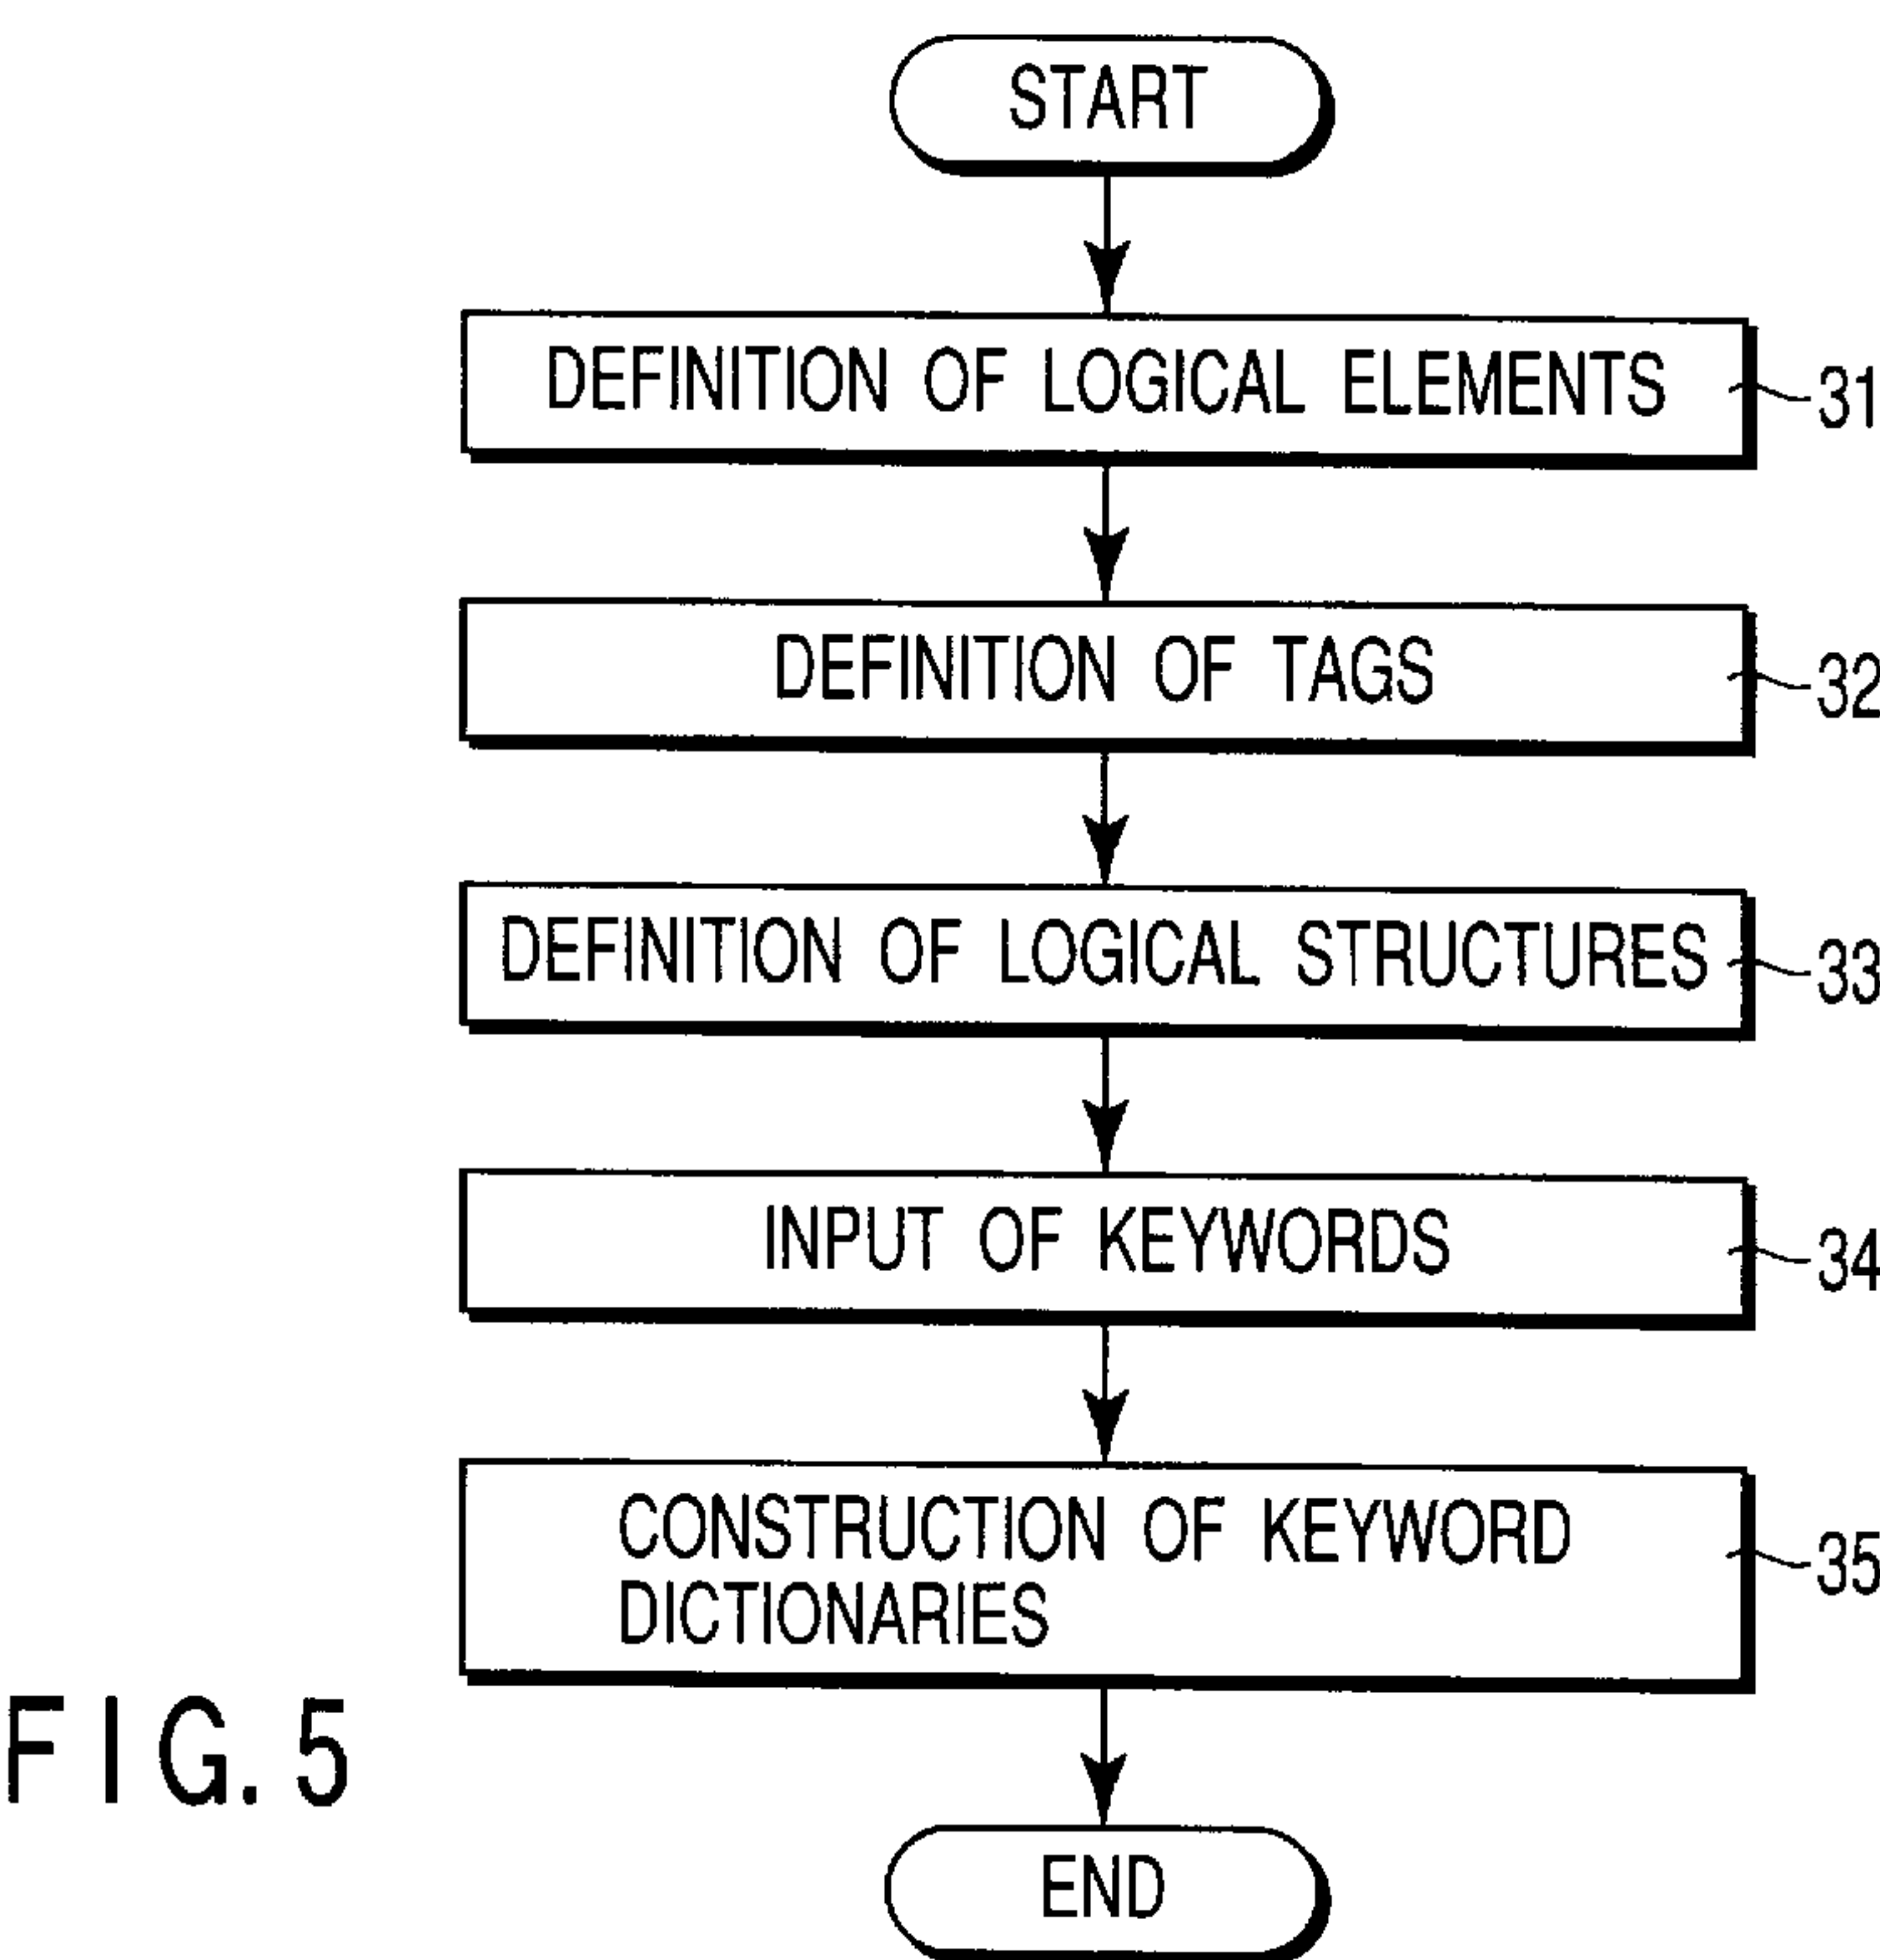 START
DEFINITION OF LOGICAL ELEMENTS
31
DEFINITION OF TAGS
32
DEFINITION OF LOGICAL STRUCTURES
33
INPUT OF KEYWORDS
34
CONSTRUCTION OF KEYWORD
DICTIONARIES
35
END
FIG. 5